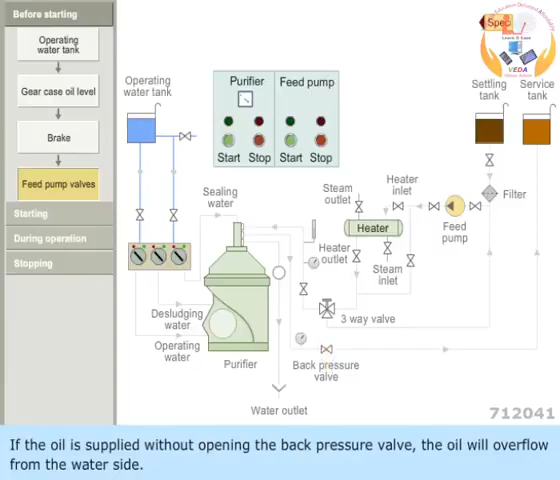 Before starting
Operating
water tank
Gear case oil level
Brake
Feed pump valves
Starting
During operation
Stopping
Operating
water tank
Purifier
Feed pump
Start
Stop
Start
Stop
Spec
Learn @ Ease
VEDA
Settling
tank
Service
tank
Sealing
water
Steam
outlet
Heater
inlet
Filter
Heater
Feed
pump
Heater
outlet
Steam
inlet
3 way valve
Desludging
water
Operating
water
Purifier
Back pressure
valve
Water outlet
712041
If the oil is supplied without opening the back pressure valve, the oil will overflow
from the water side.